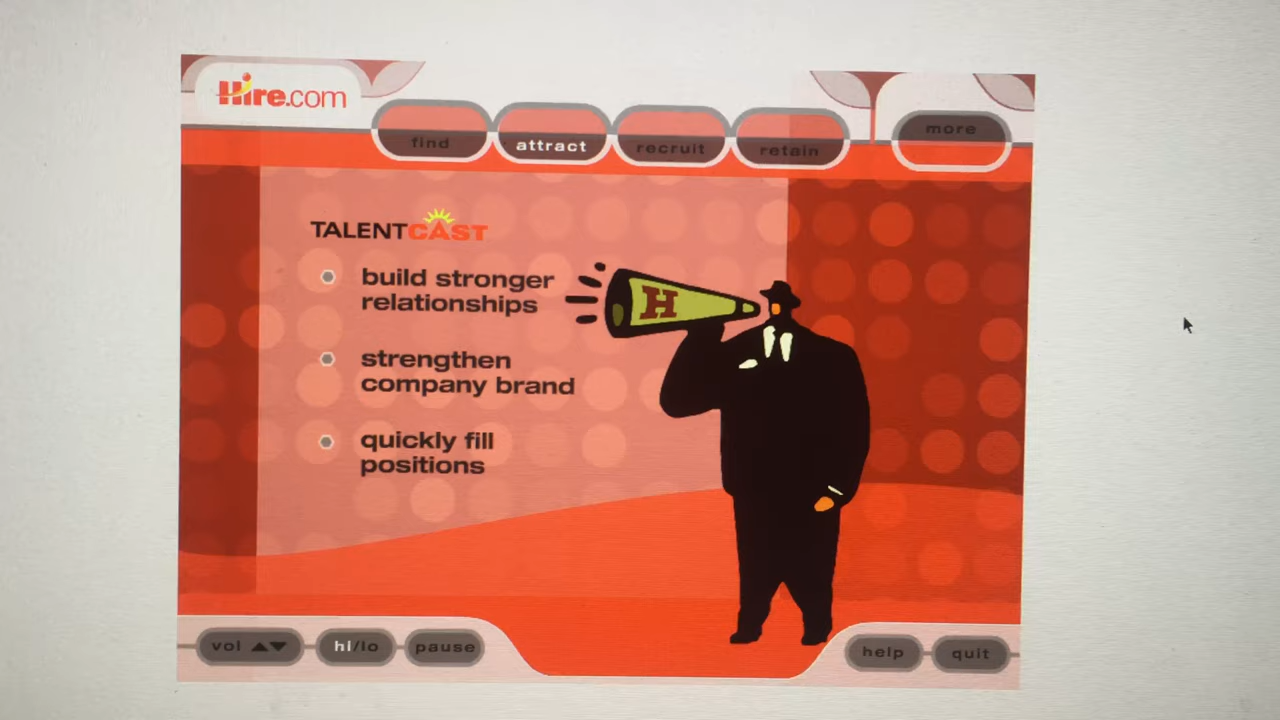 Hire.com
find
attract
recruit
retain
more
TALENTCAST
build stronger
relationships
H
strengthen
company brand
quickly fill
positions
vol
hi/lo
pause
help
quit